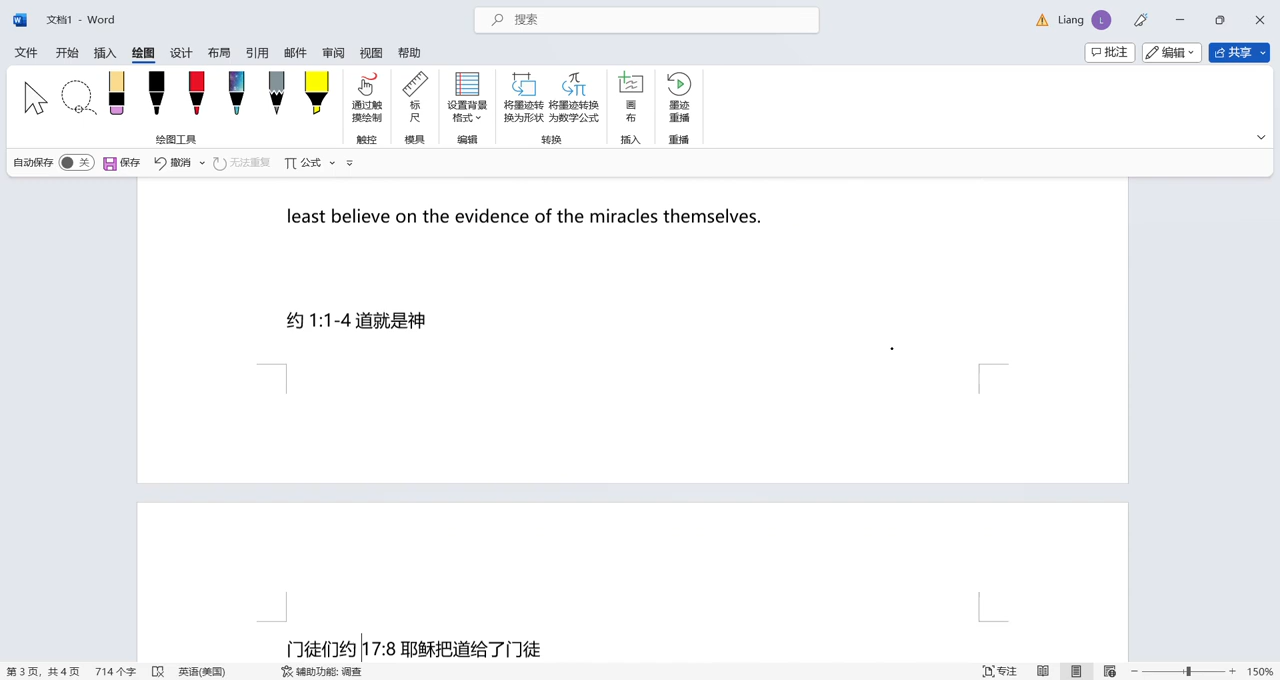 文档1 - Word
搜索
Liang
L
文件 开始 插入 绘图 设计 布局 引用 邮件 审阅 视图 帮助
批注 编辑 共享
通过触摸绘制
标尺
设置背景格式
将墨迹转换为形状
将墨迹转换为数学公式
画布
墨迹重播
绘图工具 触控 模具 编辑 转换 插入 重播
自动保存 关 保存 撤消 无法重复 公式
least believe on the evidence of the miracles themselves.
约 1:1-4 道就是神
门徒们约 17:8 耶稣把道给了门徒
第 3 页，共 4 页 714 个字 英语(美国) 辅助功能: 调查 专注 150%